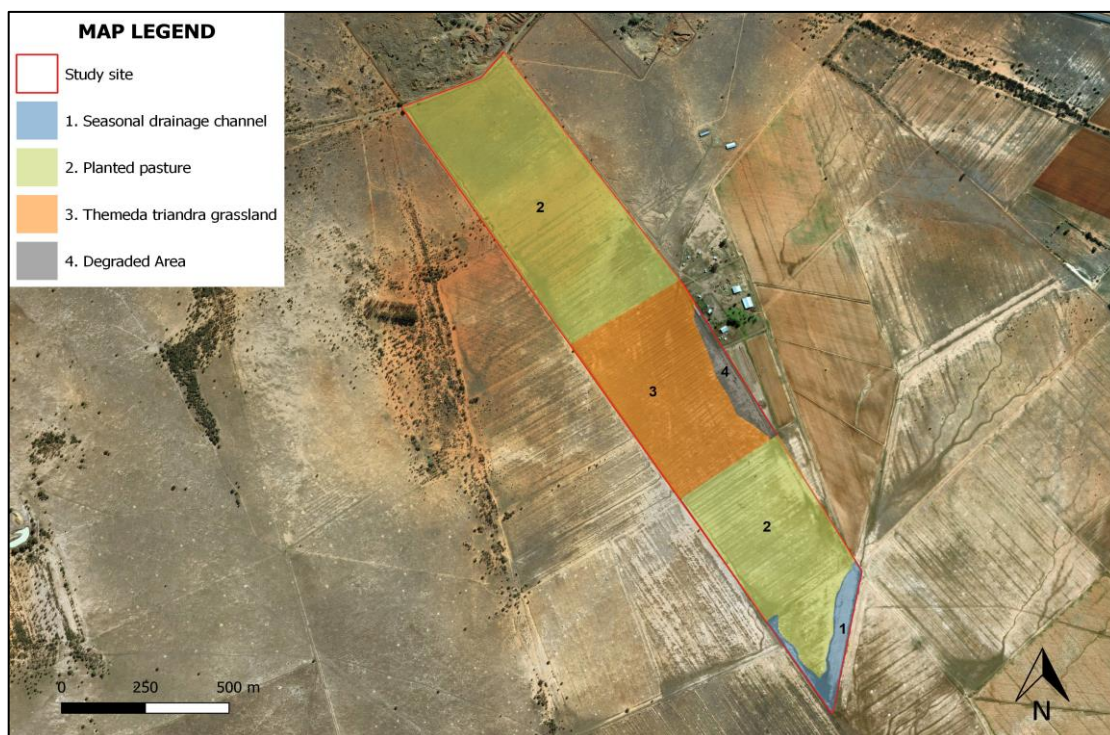 MAP LEGEND
Study site
1. Seasonal drainage channel
2. Planted pasture
3. Themeda triandra grassland
4. Degraded Area
2
3
4
2
1
0 250 500 m
N